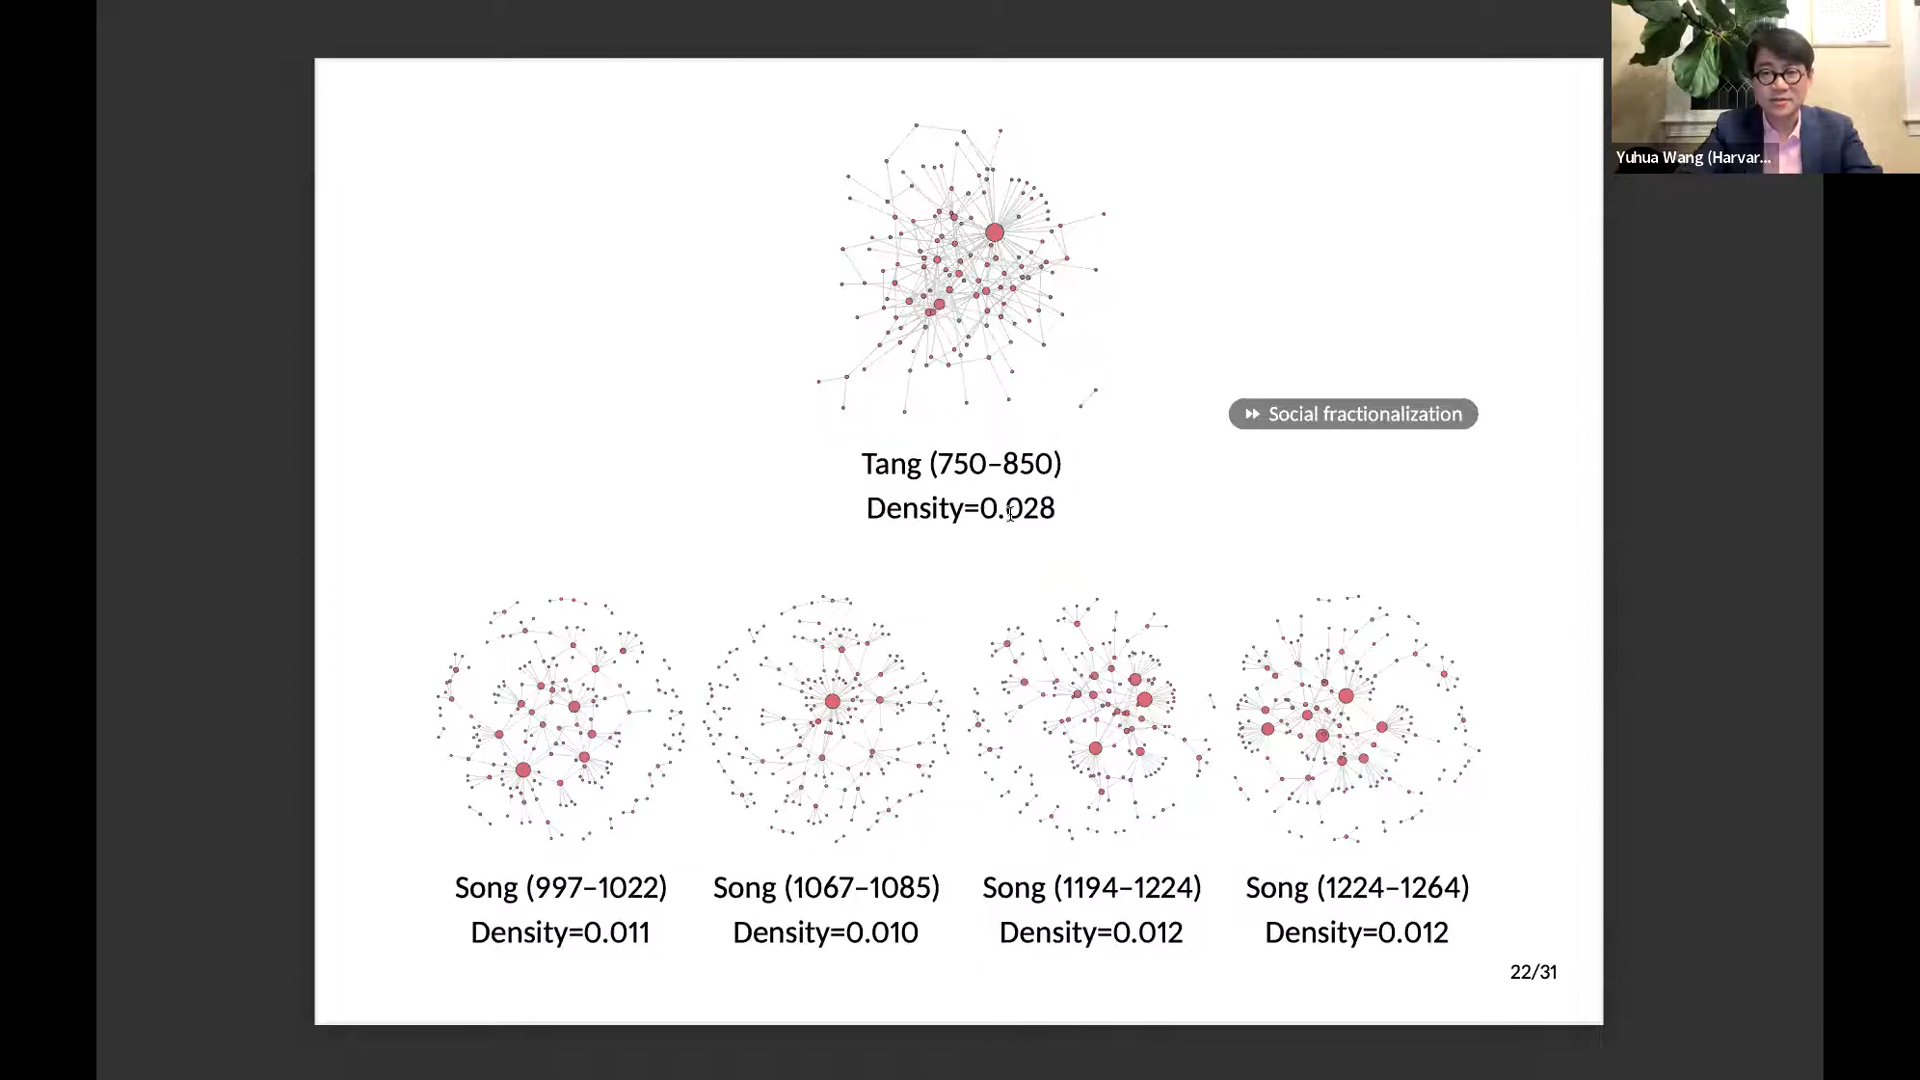 Yuhua Wang (Harvar...
Social fractionalization
Tang (750–850)
Density=0.028
Song (997–1022)
Density=0.011
Song (1067–1085)
Density=0.010
Song (1194–1224)
Density=0.012
Song (1224–1264)
Density=0.012
22/31